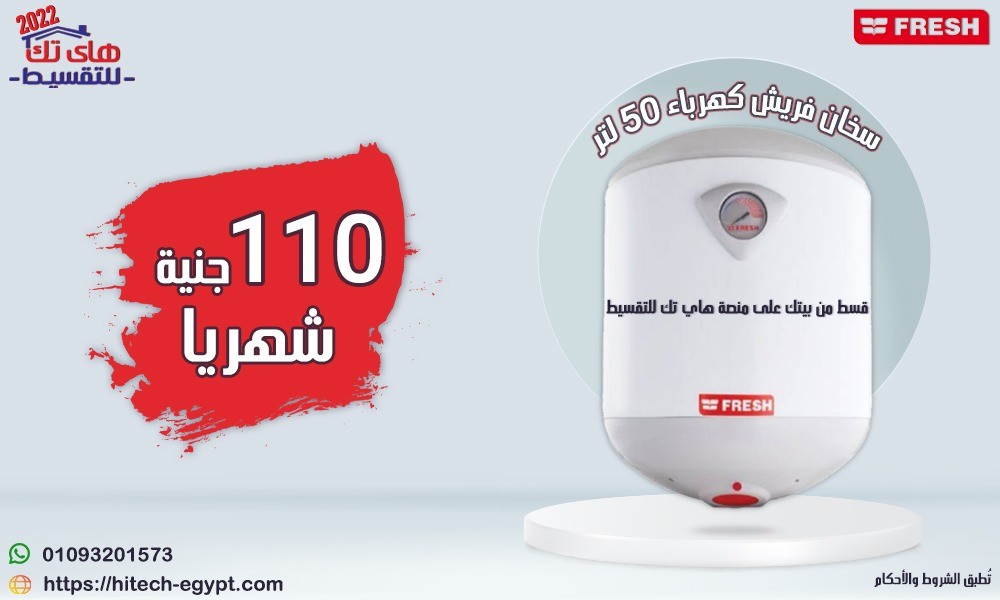 2022
هاى تك
-للتقسيط-
FRESH
سخان فريش كهرباء 50 لتر
110 جنية
شهريا
FRESH
قسط من بيتك على منصة هاي تك للتقسيط
FRESH
01093201573
https://hitech-egypt.com
تُطبق الشروط والأحكام